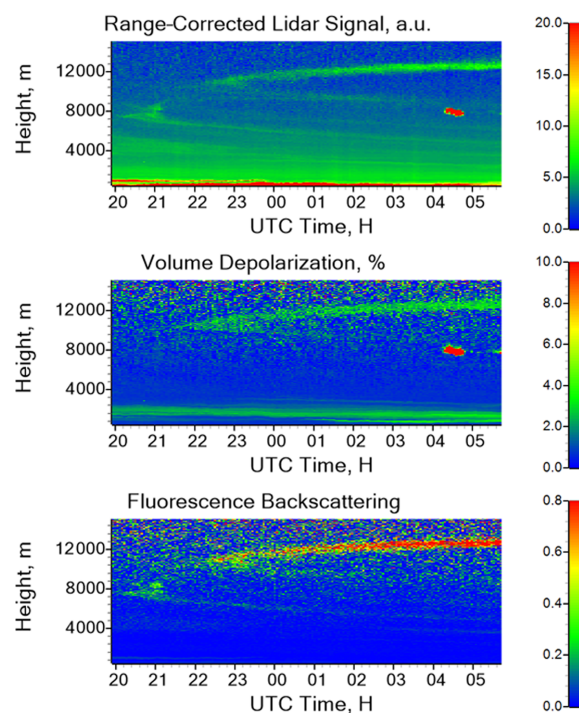 Range-Corrected Lidar Signal, a.u.
Height, m
12000
8000
4000
20 21 22 23 00 01 02 03 04 05
UTC Time, H
20.0
15.0
10.0
5.0
0.0
Volume Depolarization, %
Height, m
12000
8000
4000
20 21 22 23 00 01 02 03 04 05
UTC Time, H
10.0
8.0
6.0
4.0
2.0
0.0
Fluorescence Backscattering
Height, m
12000
8000
4000
20 21 22 23 00 01 02 03 04 05
UTC Time, H
0.8
0.6
0.4
0.2
0.0